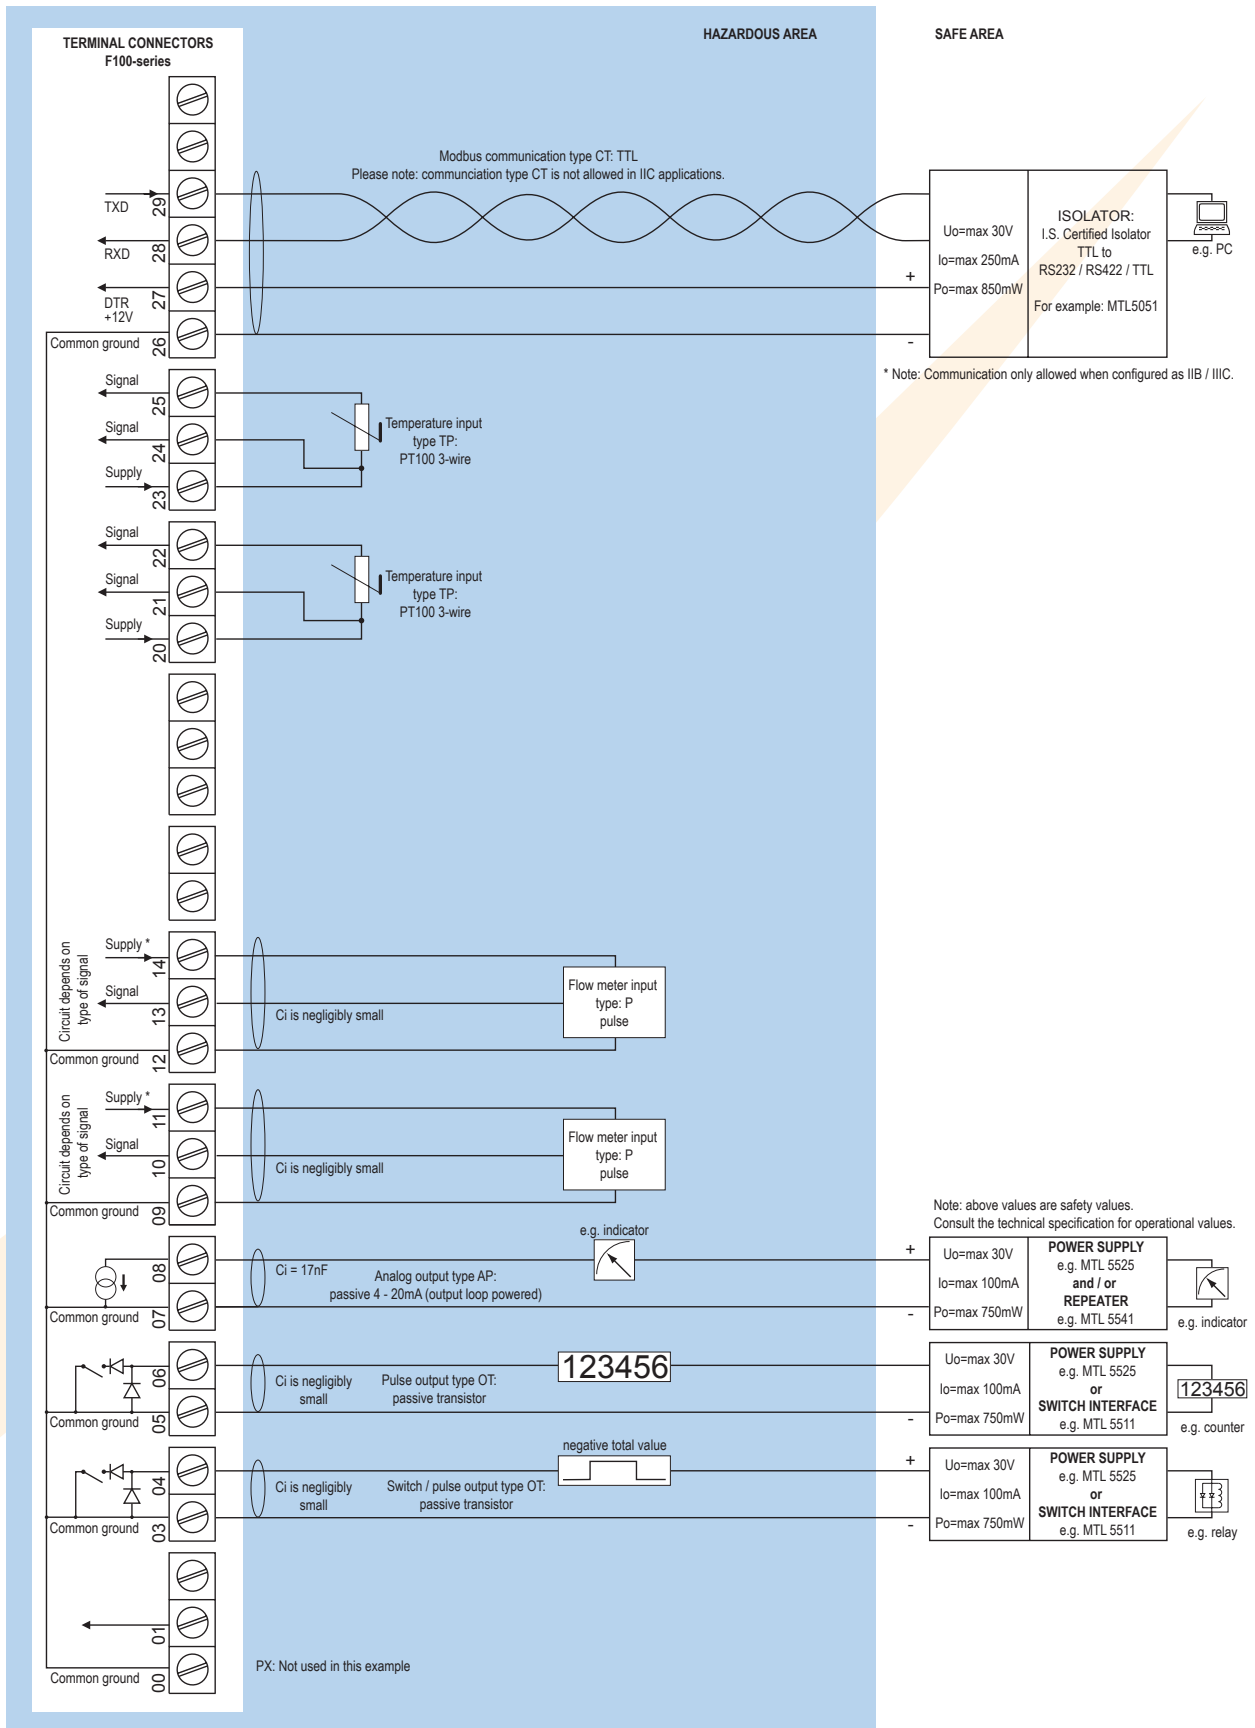 TERMINAL CONNECTORS
F100-series
HAZARDOUS AREA
SAFE AREA
Modbus communication type CT: TTL
Please note: communciation type CT is not allowed in IIC applications.
29
TXD
28
RXD
27
DTR
+12V
26
Common ground
+
-
Uo=max 30V
Io=max 250mA
Po=max 850mW
ISOLATOR:
I.S. Certified Isolator
TTL to
RS232 / RS422 / TTL
For example: MTL5051
e.g. PC
* Note: Communication only allowed when configured as IIB / IIIC.
Signal
25
Signal
24
Supply
23
Temperature input
type TP:
PT100 3-wire
Signal
22
Signal
21
Supply
20
Temperature input
type TP:
PT100 3-wire
Circuit depends on
type of signal
Supply *
14
Signal
13
Common ground
12
Ci is negligibly small
Flow meter input
type: P
pulse
Circuit depends on
type of signal
Supply *
11
Signal
10
Common ground
09
Ci is negligibly small
Flow meter input
type: P
pulse
Note: above values are safety values.
Consult the technical specification for operational values.
08
Common ground
07
Ci = 17nF
Analog output type AP:
passive 4 - 20mA (output loop powered)
e.g. indicator
+
-
Uo=max 30V
Io=max 100mA
Po=max 750mW
POWER SUPPLY
e.g. MTL 5525
and / or
REPEATER
e.g. MTL 5541
e.g. indicator
06
Common ground
05
Ci is negligibly
small
Pulse output type OT:
passive transistor
123456
-
Uo=max 30V
Io=max 100mA
Po=max 750mW
POWER SUPPLY
e.g. MTL 5525
or
SWITCH INTERFACE
e.g. MTL 5511
123456
e.g. counter
04
Common ground
03
Ci is negligibly
small
Switch / pulse output type OT:
passive transistor
negative total value
+
-
Uo=max 30V
Io=max 100mA
Po=max 750mW
POWER SUPPLY
e.g. MTL 5525
or
SWITCH INTERFACE
e.g. MTL 5511
e.g. relay
01
Common ground
00
PX: Not used in this example